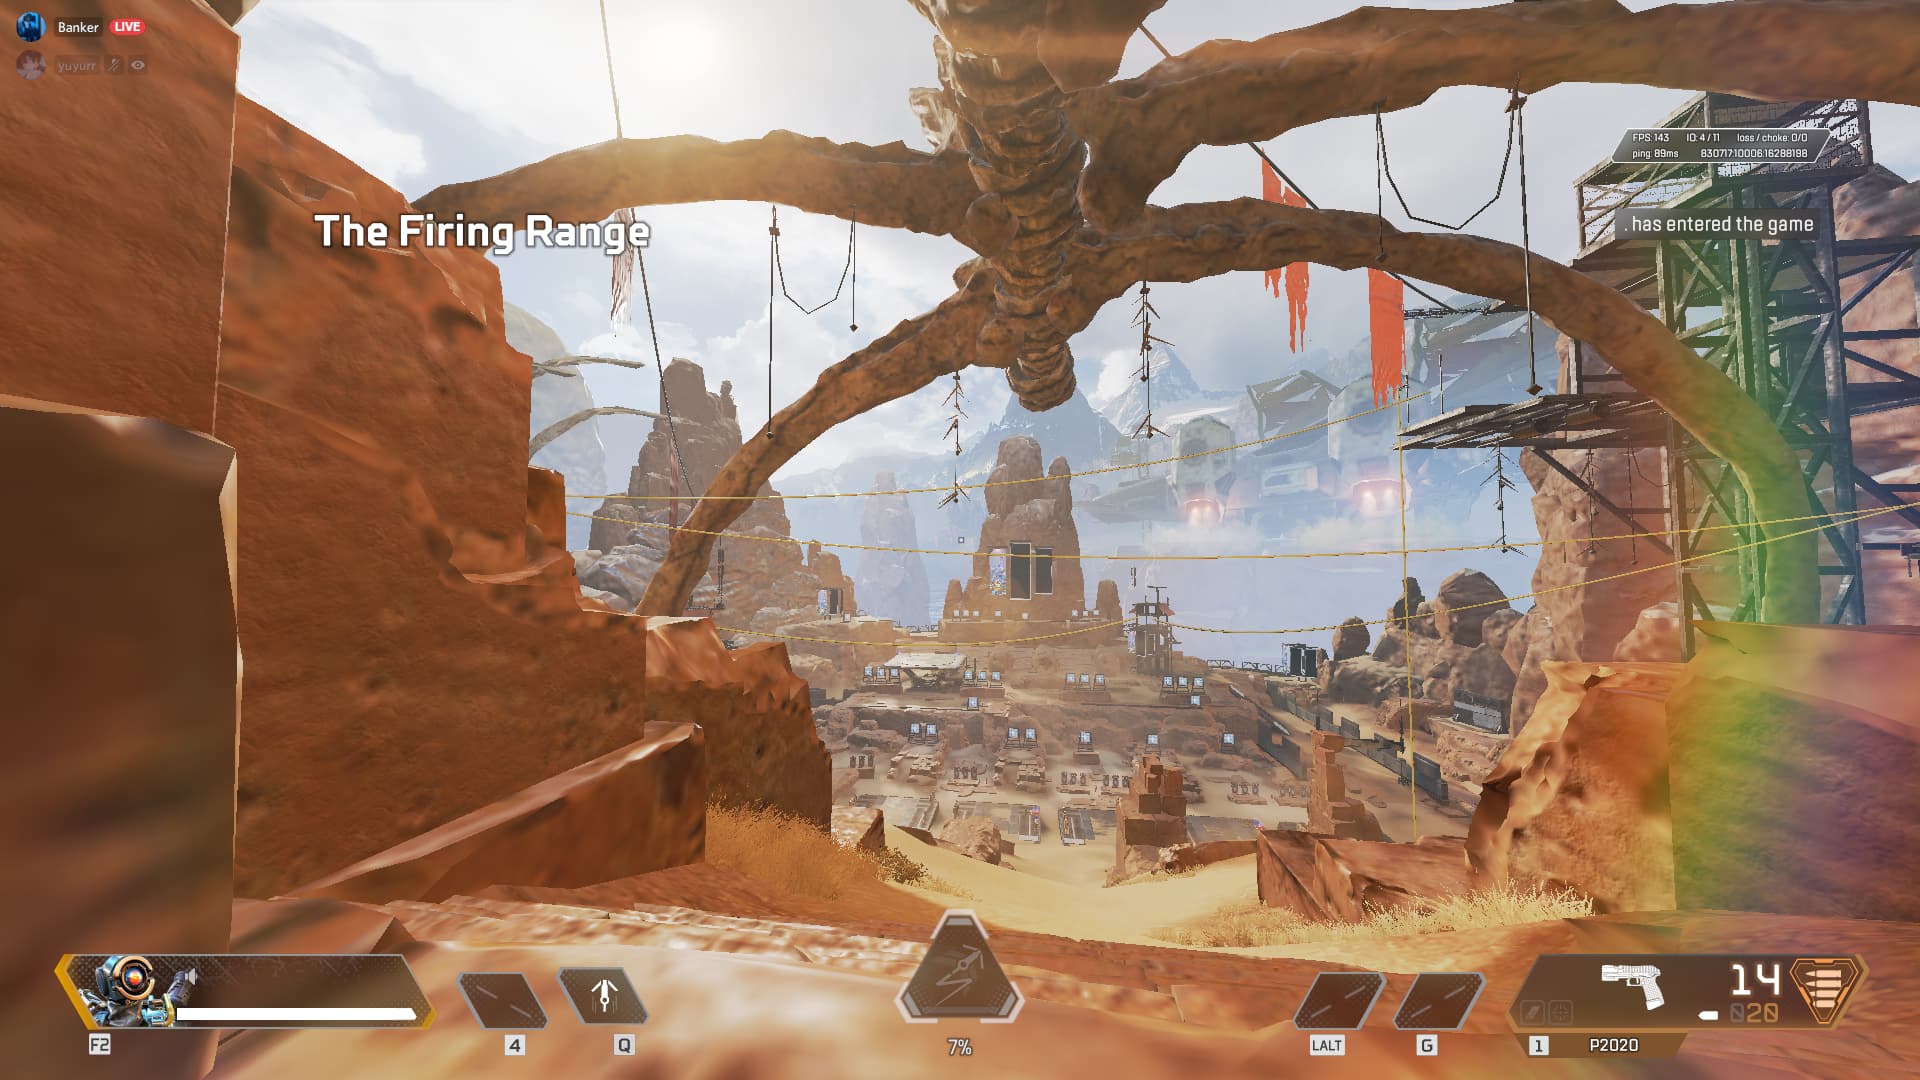 Banker LIVE
yuyurr
FPS: 143 ID: 4 / 11 loss / choke: 0/0
ping: 89ms 8307171000616288198
. has entered the game
The Firing Range
14
020
F2
4
Q
7%
LALT
G
1
P2020